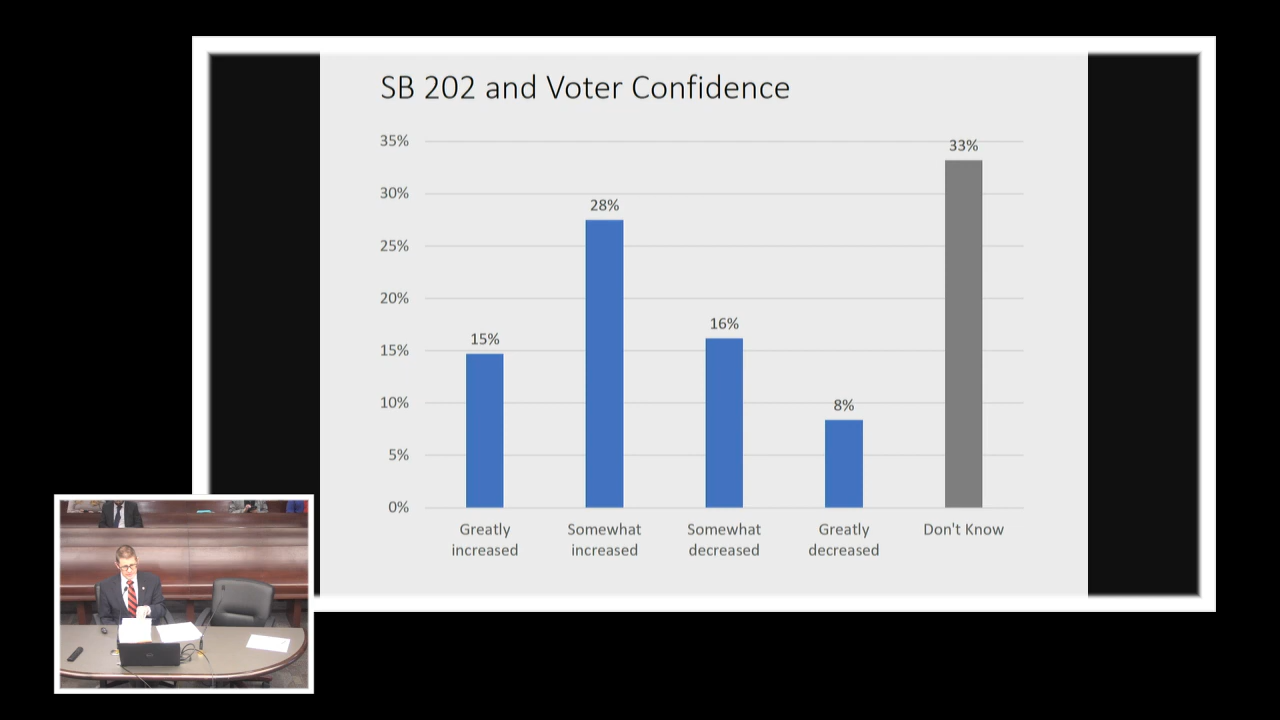 SB 202 and Voter Confidence
35%
30%
25%
20%
15%
10%
5%
0%
15%
28%
16%
8%
33%
Greatly
increased
Somewhat
increased
Somewhat
decreased
Greatly
decreased
Don't Know